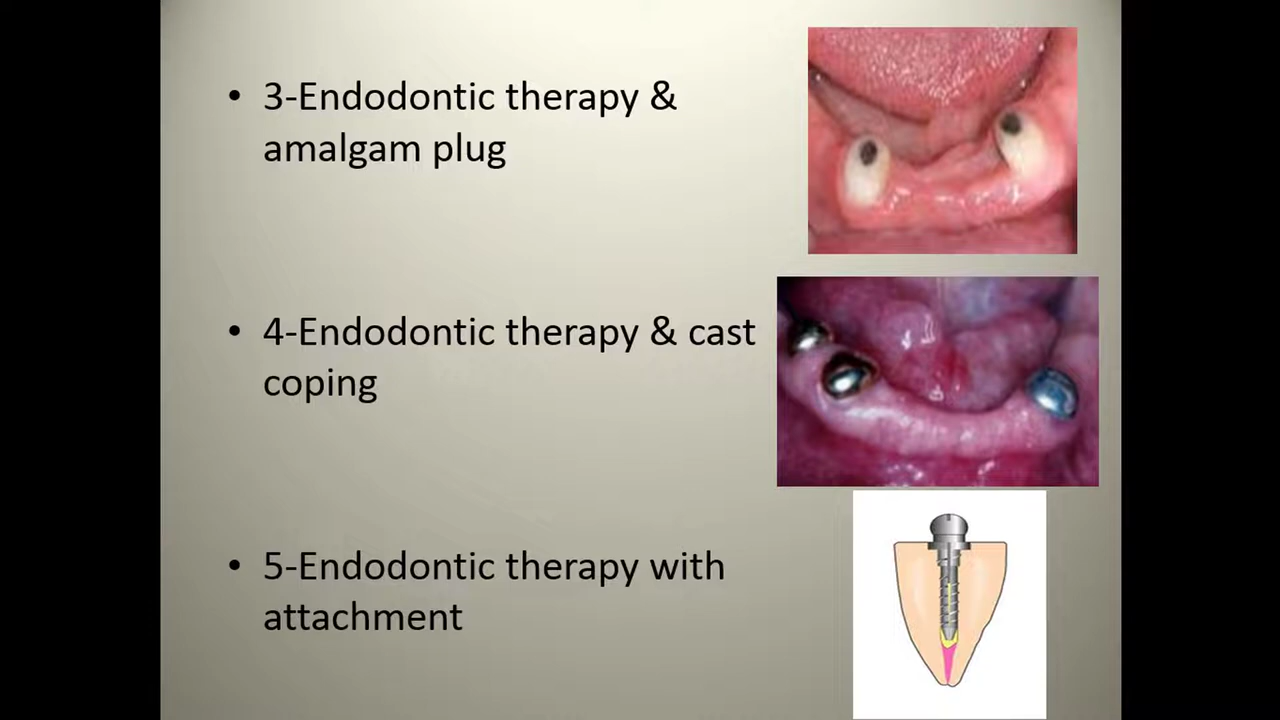 • 3-Endodontic therapy &
amalgam plug
• 4-Endodontic therapy & cast
coping
• 5-Endodontic therapy with
attachment